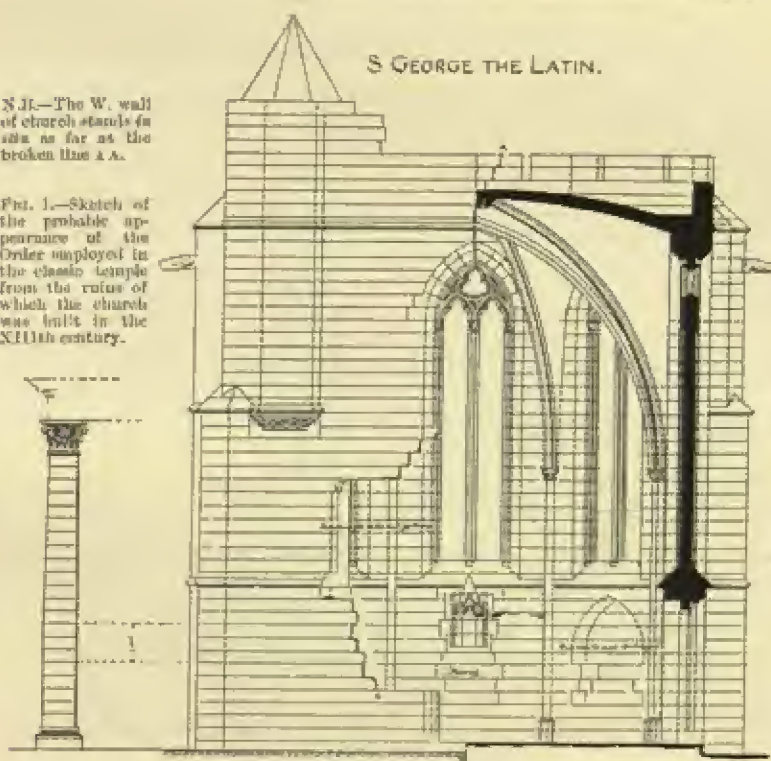 S GEORGE THE LATIN.
N.B.—The W. wall
of church stands in
situ as far as the
broken line A A.
FIG. 1.—Sketch of
the probable ap-
pearance of the
Order employed in
the classic temple
from the ruins of
which the church
was built in the
XIIIth century.